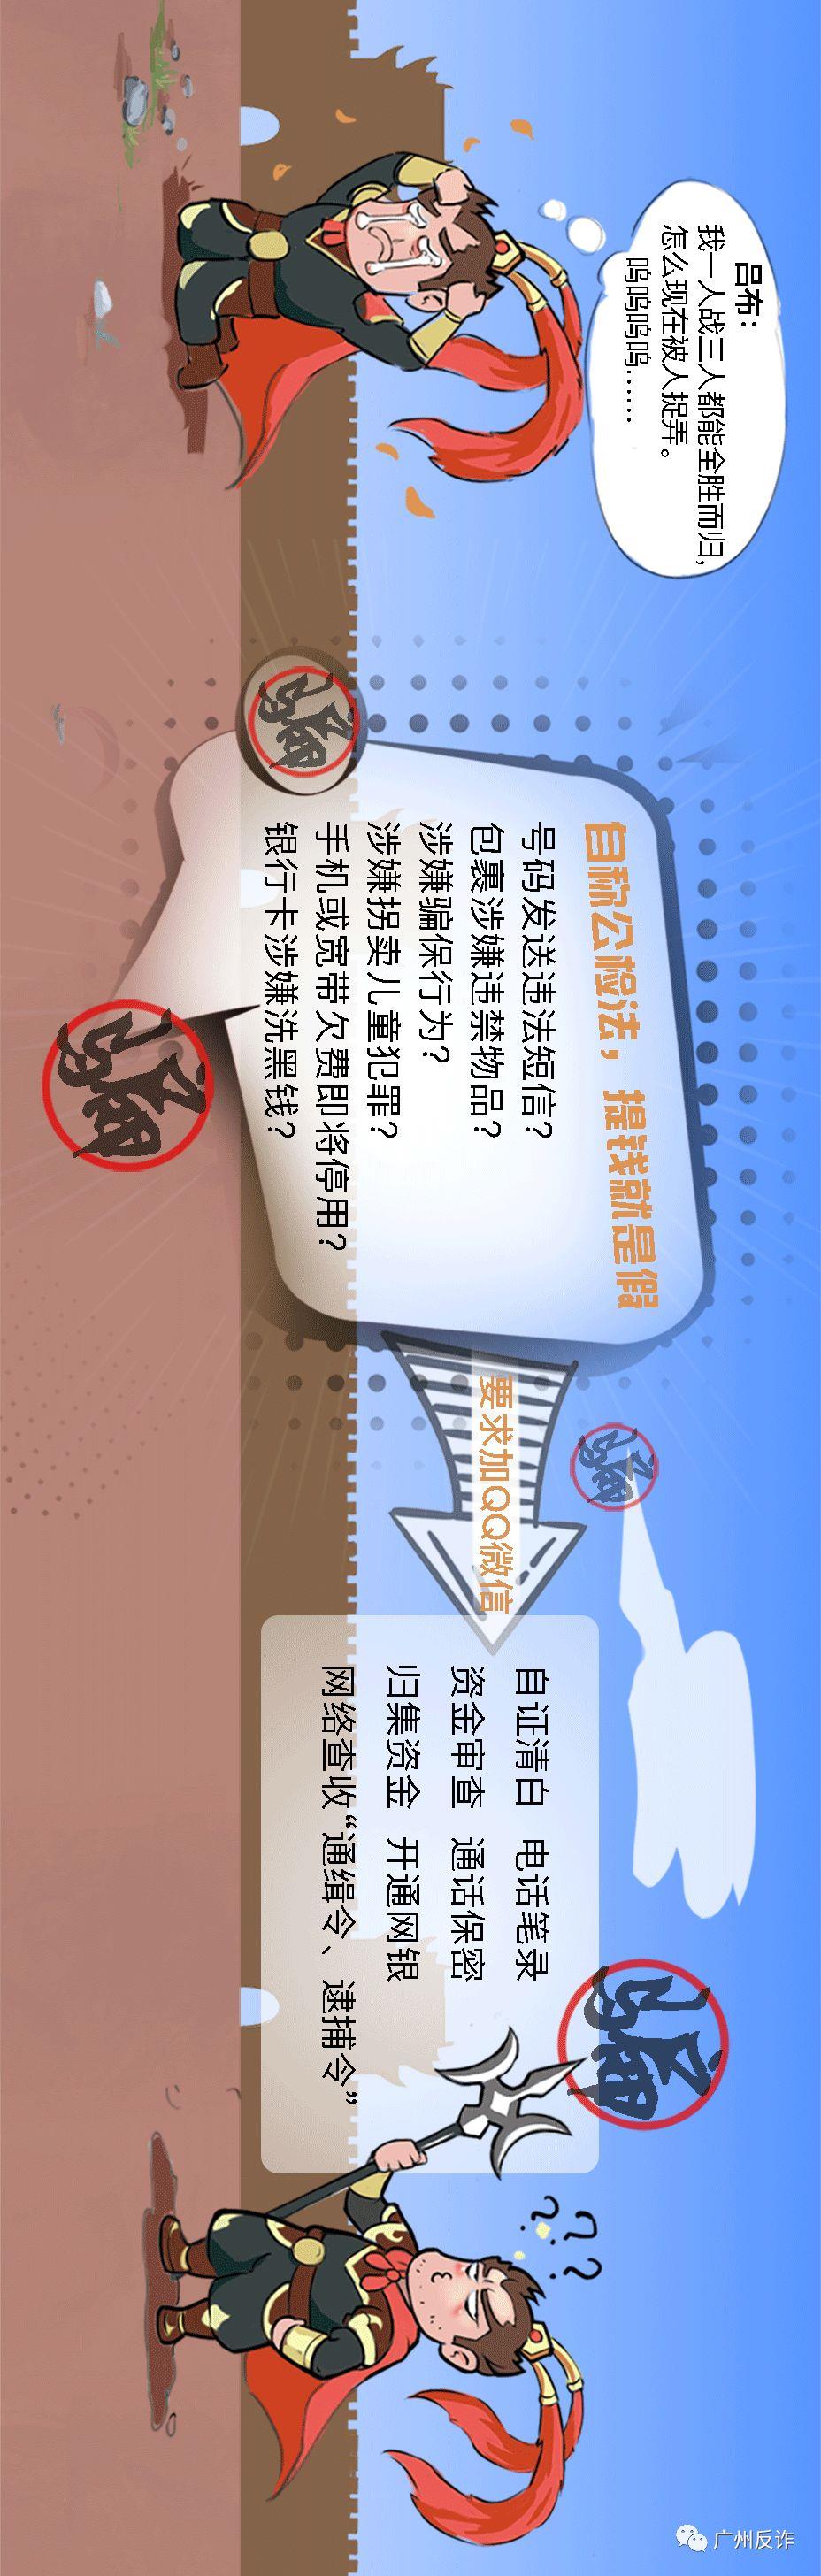 吕布：
我一人战三人都能全胜而归，
怎么现在被人捉弄。
呜呜呜呜……
骗
自称公检法，提钱就是假
号码发送违法短信？
包裹涉嫌违禁物品？
涉嫌骗保行为？
涉嫌拐卖儿童犯罪？
手机或宽带欠费即将停用？
银行卡涉嫌洗黑钱？
骗
要求加QQ微信
骗
自证清白 电话笔录
资金审查 通话保密
归集资金 开通网银
网络查收“通缉令、逮捕令”
骗
???
广州反诈